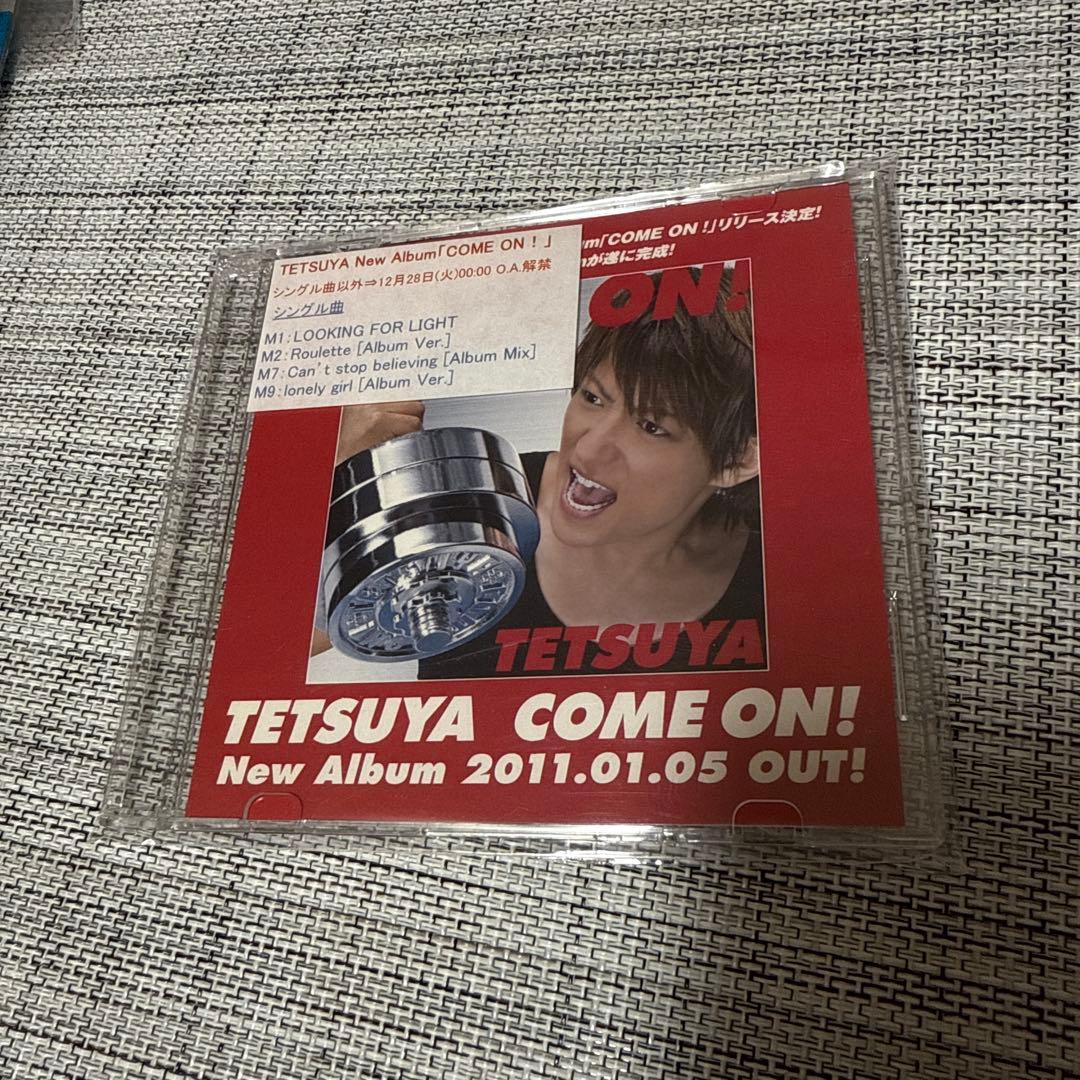 TETSUYA New Album「COME ON！」
シングル曲以外⇒12月28日(火)00:00 O.A.解禁
シングル曲
M1：LOOKING FOR LIGHT
M2：Roulette [Album Ver.]
M7：Can't stop believing [Album Mix]
M9：lonely girl [Album Ver.]
「COME ON!」リリース決定!
が遂に完成!
ON!
TETSUYA
TETSUYA COME ON!
New Album 2011.01.05 OUT!